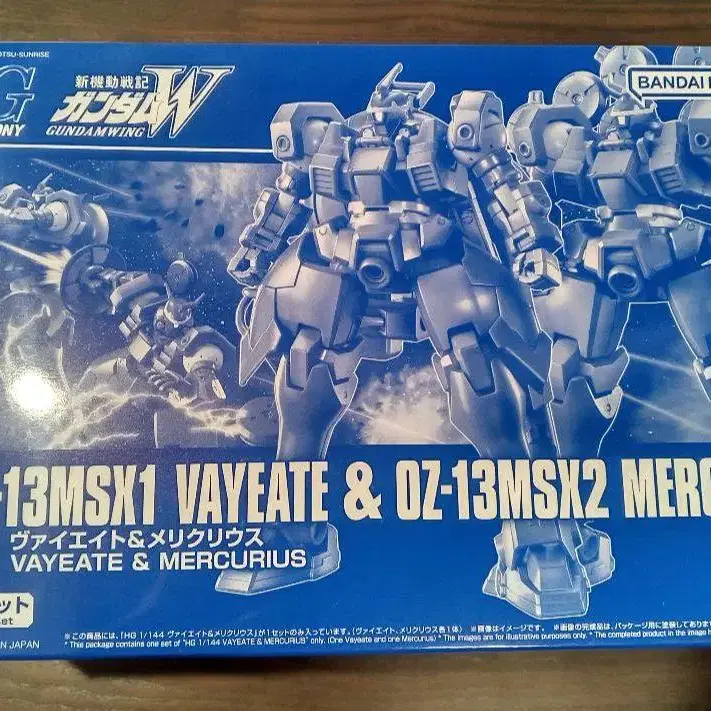 OTSU・SUNRISE
G
ONY
新機動戦記
ガンダムW
GUNDAMWING
BANDAI
-13MSX1 VAYEATE & OZ-13MSX2 MERC
ヴァイエイト&メリクリウス
VAYEATE & MERCURIUS
ット
set
※この商品には、「HG 1/144 ヴァイエイト&メリクリウス」が1セットのみ入っています。(ヴァイエイト、メリクリウス各1体) ※画像はイメージです。 ※画像の完成品は、パッケージ用に塗装してありま
* This package contains one set of "HG 1/144 VAYEATE & MERCURIUS" only. (One Vayeate and one Mercurius) * The images are for illustrative purposes only. * The completed product in the image h
N JAPAN